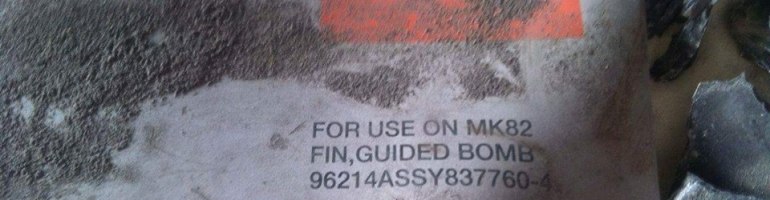 FOR USE ON MK82
FIN,GUIDED BOMB
96214ASSY837760-4